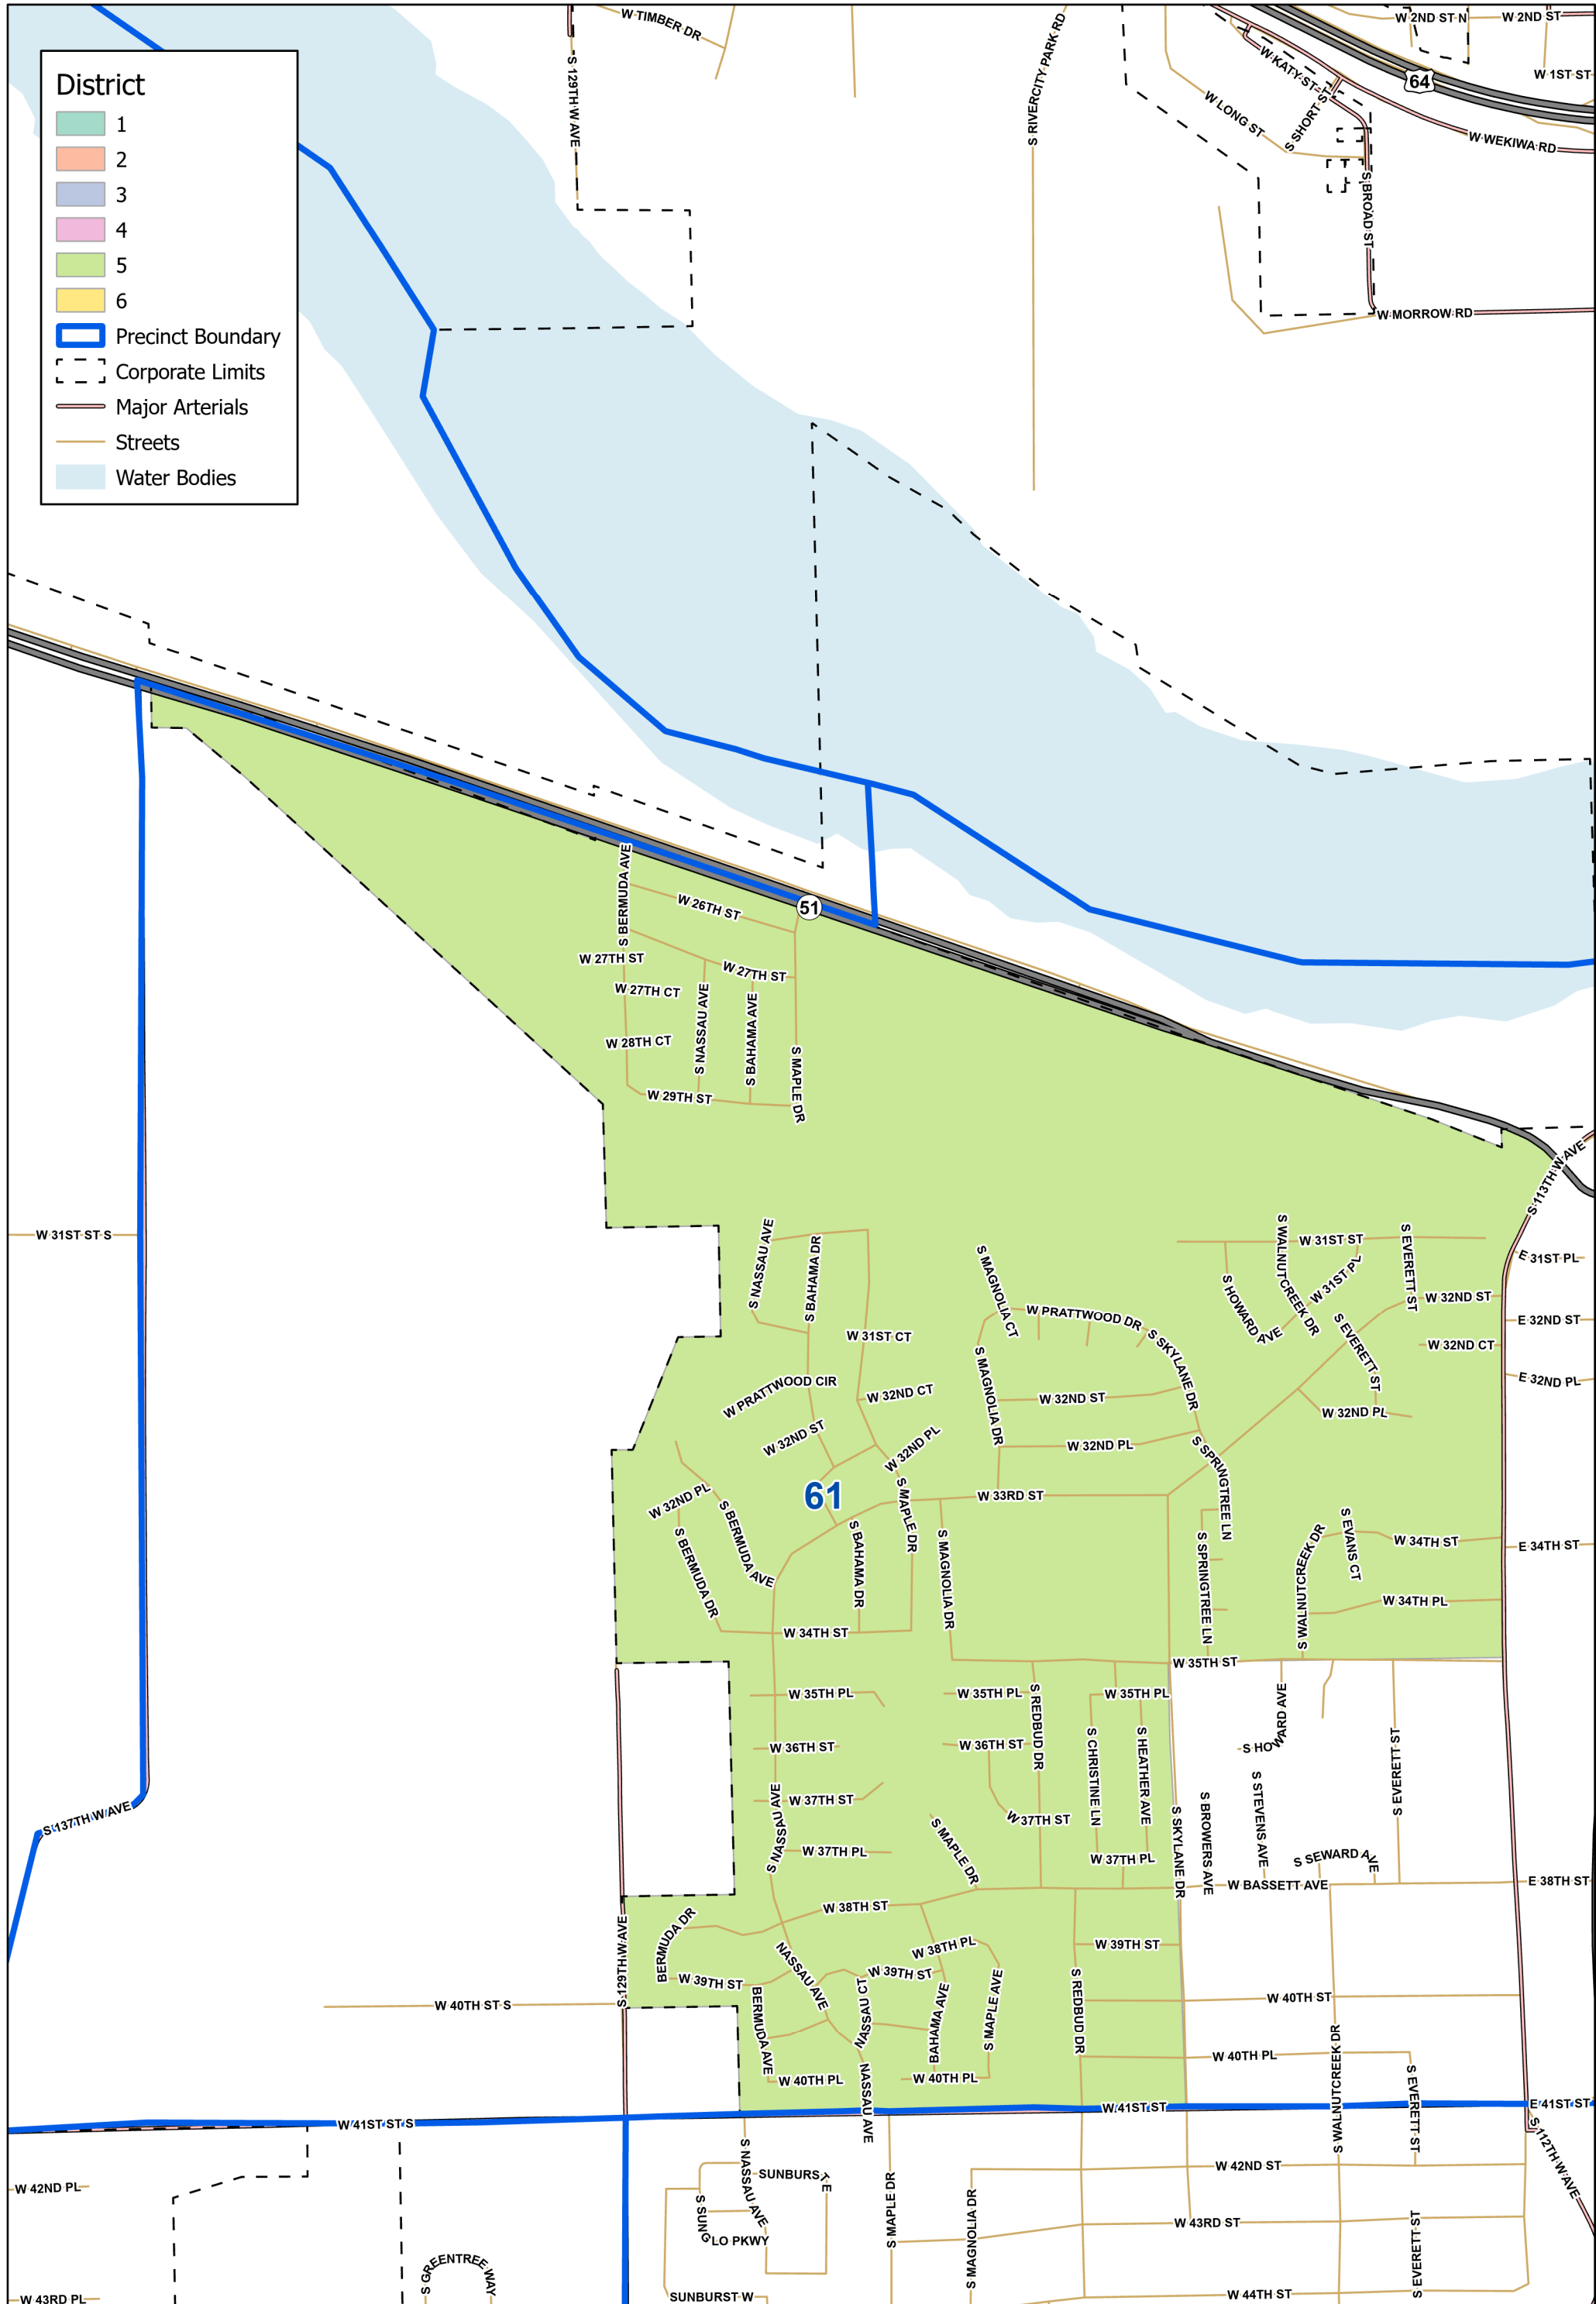 District
1
2
3
4
5
6
Precinct Boundary
Corporate Limits
Major Arterials
Streets
Water Bodies
W TIMBER DR
S 129TH W AVE
S RIVERCITY PARK RD
W 2ND ST N
W 2ND ST
W KATY ST
64
W 1ST ST
W LONG ST
S SHORT ST
W WEKIWA RD
S BROAD ST
W MORROW RD
S BERMUDA AVE
W 26TH ST
51
W 27TH ST
W 27TH ST
W 27TH CT
S NASSAU AVE
S BAHAMA AVE
W 28TH CT
S MAPLE DR
W 29TH ST
S 113TH W AVE
W 31ST ST S
S NASSAU AVE
S BAHAMA DR
S MAGNOLIA CT
S WALNUTCREEK DR
W 31ST ST
S EVERETT ST
E 31ST PL
W 31ST PL
S HOWARD AVE
W 32ND ST
W PRATTWOOD DR
E 32ND ST
W 31ST CT
S SKYLANE DR
S EVERETT ST
W 32ND CT
S MAGNOLIA DR
W PRATTWOOD CIR
W 32ND CT
W 32ND ST
E 32ND PL
W 32ND PL
W 32ND ST
W 32ND PL
W 32ND PL
S SPRINGTREE LN
61
W 33RD ST
W 32ND PL
S MAPLE DR
S BERMUDA AVE
S BERMUDA DR
S BAHAMA DR
S MAGNOLIA DR
S SPRINGTREE LN
S WALNUTCREEK DR
S EVANS CT
W 34TH ST
E 34TH ST
W 34TH PL
W 34TH ST
W 35TH ST
W 35TH PL
W 35TH PL
S REDBUD DR
W 35TH PL
S HOWARD AVE
W 36TH ST
W 36TH ST
S CHRISTINE LN
S HEATHER AVE
S EVERETT ST
S 137TH W AVE
W 37TH ST
S NASSAU AVE
W 37TH ST
S STEVENS AVE
S BROWERS AVE
S SKYLANE DR
W 37TH PL
S MAPLE DR
W 37TH PL
S SEWARD AVE
W BASSETT AVE
E 38TH ST
W 38TH ST
BERMUDA DR
S 129TH W AVE
W 38TH PL
W 39TH ST
NASSAU AVE
W 39TH ST
W 39TH ST
BERMUDA AVE
NASSAU CT
BAHAMA AVE
S MAPLE AVE
S REDBUD DR
W 40TH ST S
W 40TH ST
W 40TH PL
S WALNUTCREEK DR
S EVERETT ST
W 40TH PL
W 40TH PL
NASSAU AVE
W 41ST ST S
W 41ST ST
E 41ST ST
S 112TH W AVE
W 42ND PL
S NASSAU AVE
SUNBURST E
W 42ND ST
S SUNGLO PKWY
S MAPLE DR
S MAGNOLIA DR
W 43RD ST
S EVERETT ST
S GREENTREE WAY
W 43RD PL
SUNBURST W
W 44TH ST